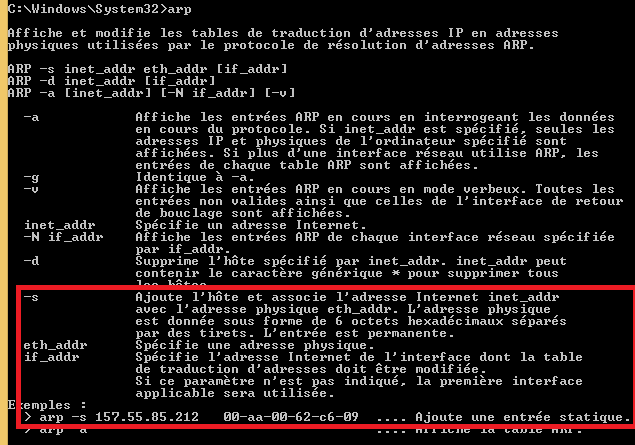 C:\Windows\System32>arp
Affiche et modifie les tables de traduction d'adresses IP en adresses
physiques utilisées par le protocole de résolution d'adresses ARP.
ARP -s inet_addr eth_addr [if_addr]
ARP -d inet_addr [if_addr]
ARP -a [inet_addr] [-N if_addr] [-v]
-a Affiche les entrées ARP en cours en interrogeant les données
en cours du protocole. Si inet_addr est spécifié, seules les
adresses IP et physiques de l'ordinateur spécifié sont
affichées. Si plus d'une interface réseau utilise ARP, les
entrées de chaque table ARP sont affichées.
-g Identique à -a.
-v Affiche les entrées ARP en cours en mode verbeux. Toutes les
entrées non valides ainsi que celles de l'interface de retour
de bouclage sont affichées.
inet_addr Spécifie une adresse Internet.
-N if_addr Affiche les entrées ARP de chaque interface réseau spécifiée
par if_addr.
-d Supprime l'hôte spécifié par inet_addr. inet_addr peut
contenir le caractère générique * pour supprimer tous
les hôtes.
-s Ajoute l'hôte et associe l'adresse Internet inet_addr
avec l'adresse physique eth_addr. L'adresse physique
est donnée sous forme de 6 octets hexadécimaux séparés
par des tirets. L'entrée est permanente.
eth_addr Spécifie une adresse physique.
if_addr Spécifie l'adresse Internet de l'interface dont la table
de traduction d'adresses doit être modifiée.
Si ce paramètre n'est pas indiqué, la première interface
applicable sera utilisée.
Exemples :
> arp -s 157.55.85.212 00-aa-00-62-c6-09 .... Ajoute une entrée statique.
> arp -a .... Affiche la table ARP.